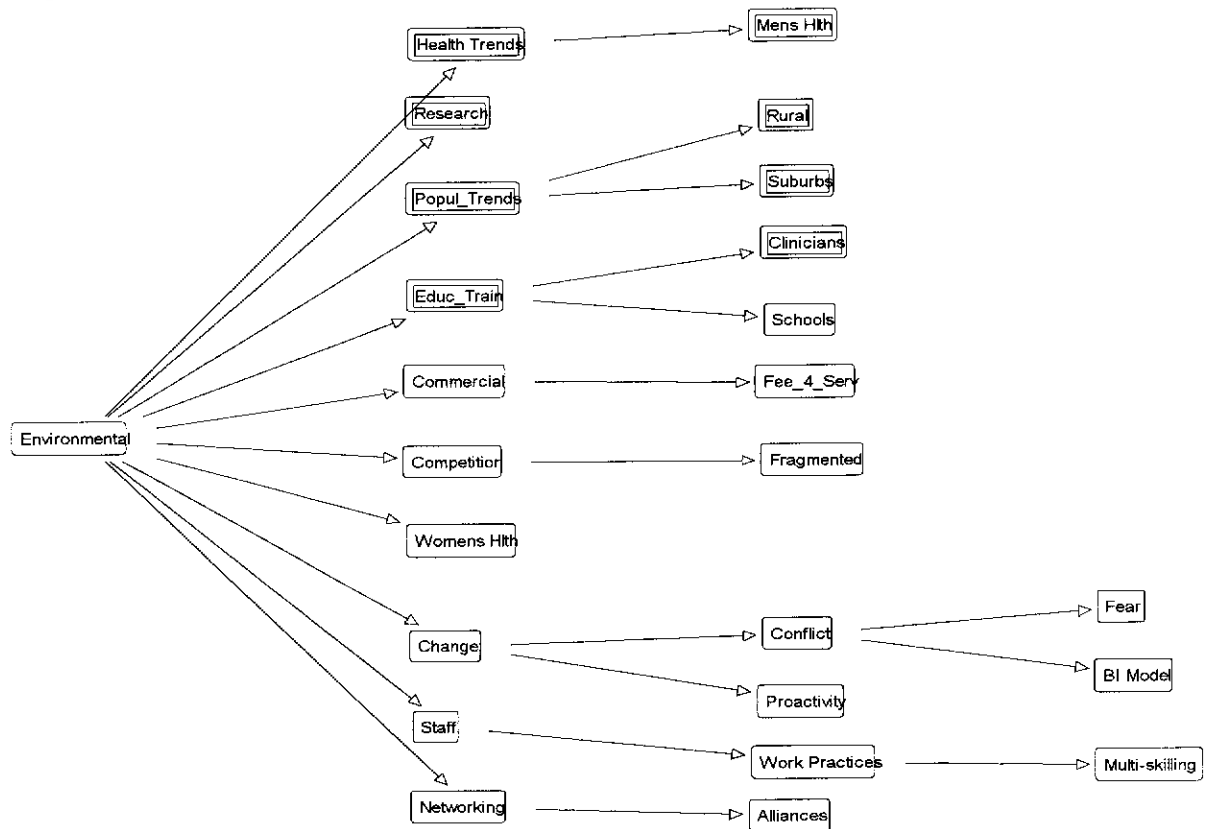 Health Trends
Mens Hlth
Research
Rural
Popul_Trends
Suburbs
Clinicians
Educ_Train
Schools
Commercial
Fee_4_Serv
Environmental
Competition
Fragmented
Womens Hlth
Change
Conflict
Fear
BI Model
Proactivity
Staff
Work Practices
Multi-skilling
Networking
Alliances